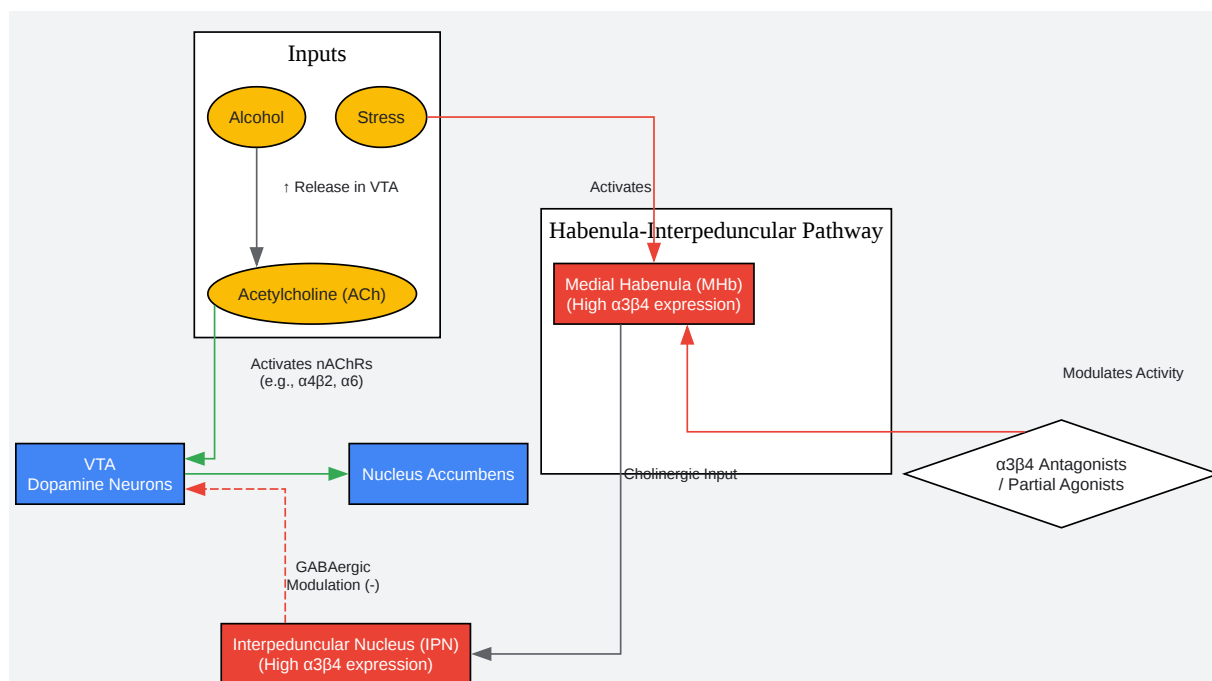 Inputs
Alcohol
Stress
↑ Release in VTA
Activates
Habenula-Interpeduncular Pathway
Acetylcholine (ACh)
Medial Habenula (MHb)
(High α3β4 expression)
Activates nAChRs
(e.g., α4β2, α6)
Modulates Activity
VTA
Dopamine Neurons
Nucleus Accumbens
Cholinergic Input
α3β4 Antagonists
/ Partial Agonists
GABAergic
Modulation (-)
Interpeduncular Nucleus (IPN)
(High α3β4 expression)